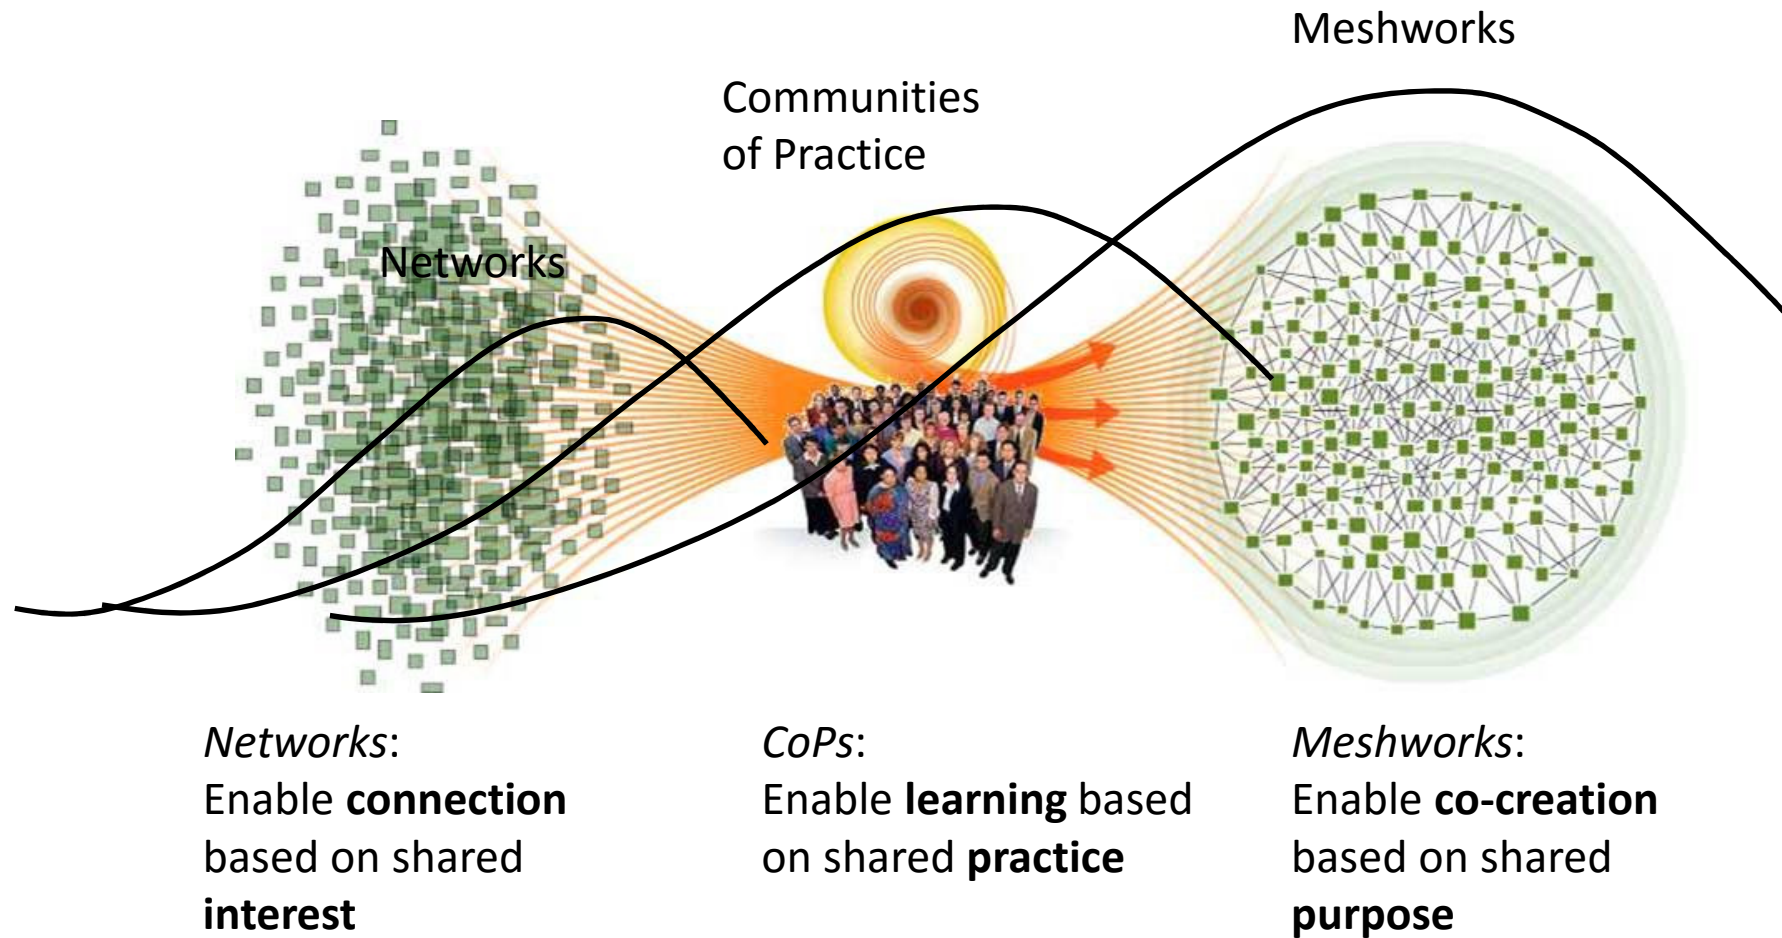 Meshworks
Communities
of Practice
Networks
Networks:
Enable connection
based on shared
interest
CoPs:
Enable learning based
on shared practice
Meshworks:
Enable co-creation
based on shared
purpose